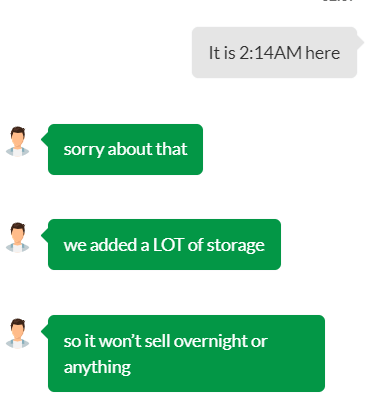 It is 2:14AM here
sorry about that
we added a LOT of storage
so it won't sell overnight or
anything